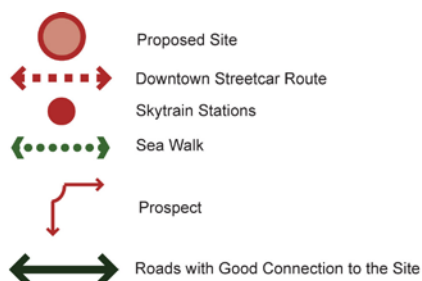 Proposed Site
Downtown Streetcar Route
Skytrain Stations
Sea Walk
Prospect
Roads with Good Connection to the Site